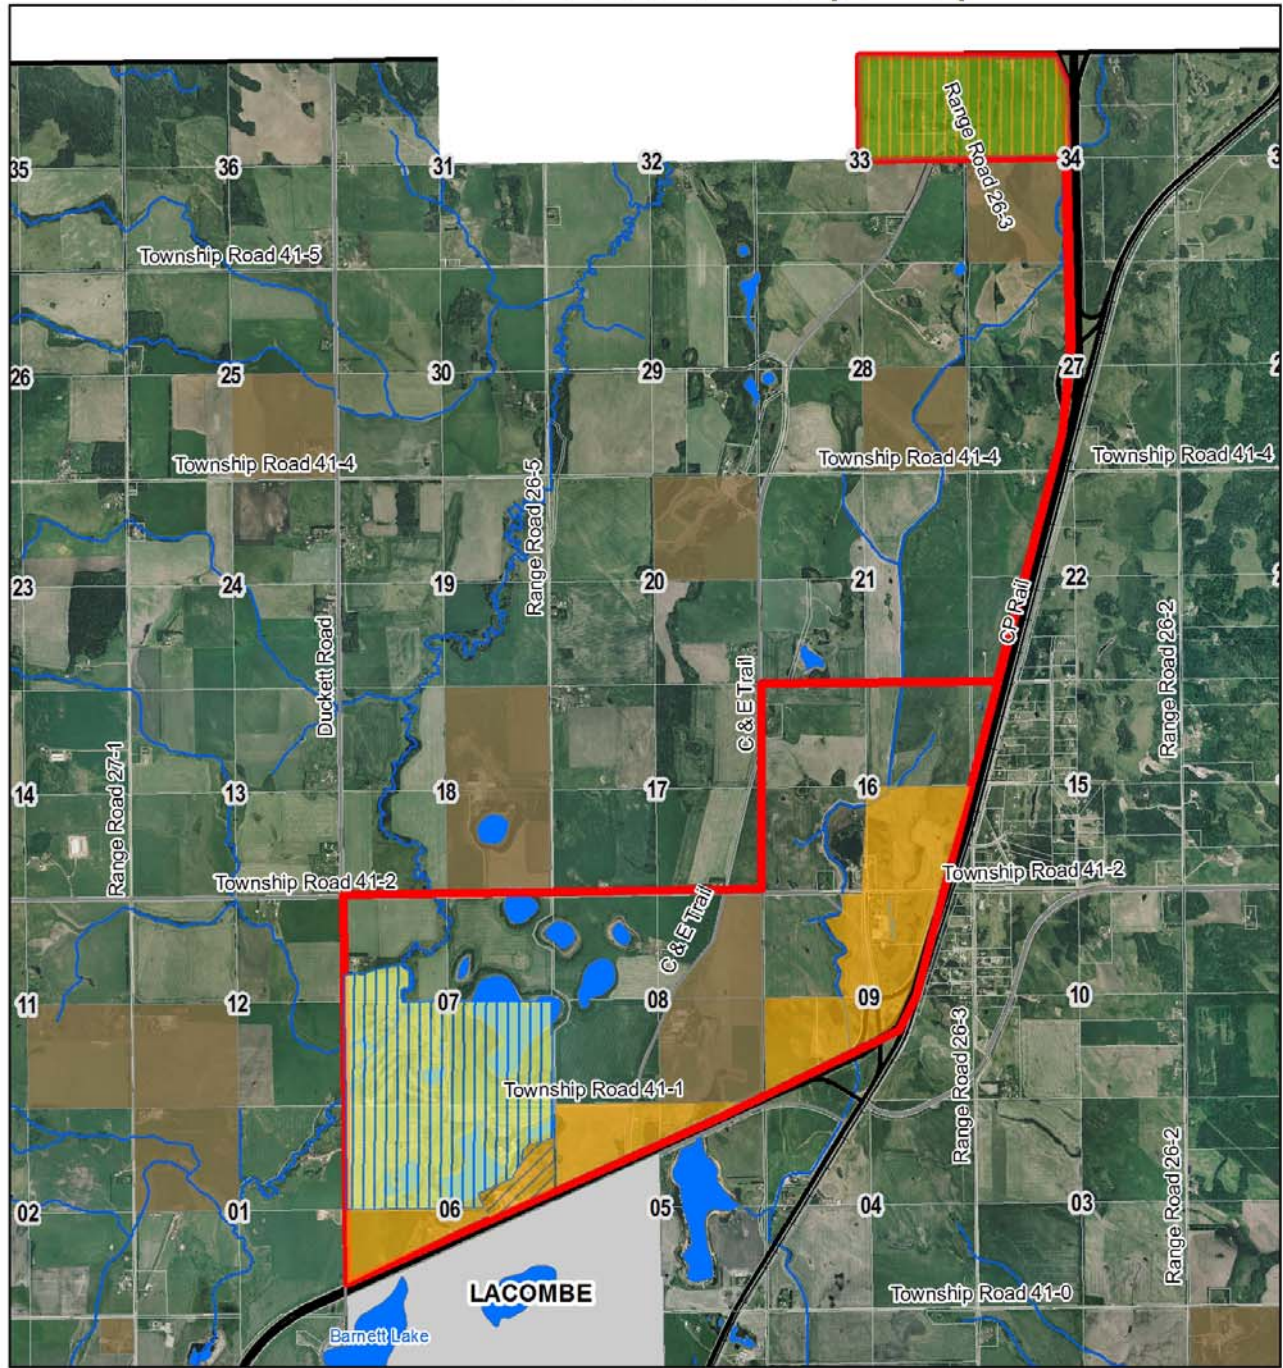 Range Road 26-3
35
36
31
32
33
34
3
Township Road 41-5
26
25
30
29
28
27
2
Township Road 41-4
Township Road 41-4
Township Road 41-4
Range Road 26-5
23
24
19
20
21
22
CP Rail
Range Road 26-2
Duckett Road
C & E Trail
Range Road 27-1
14
13
18
17
16
15
Township Road 41-2
Township Road 41-2
C & E Trail
11
12
07
08
09
10
Range Road 26-3
Township Road 41-1
Range Road 26-2
02
01
06
05
04
03
LACOMBE
Township Road 41-0
Barnett Lake